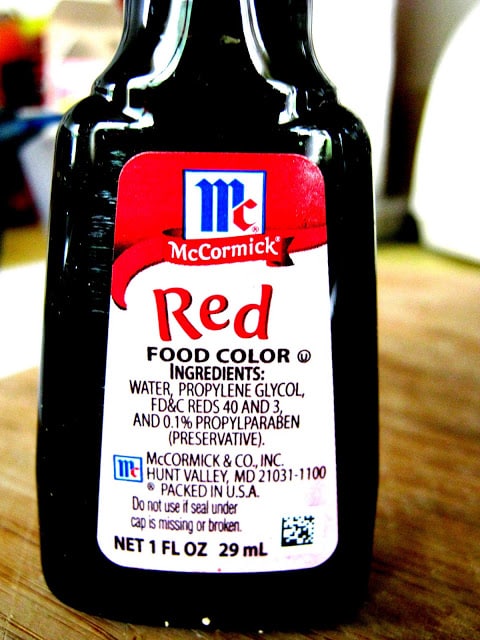 Mc
McCormick®
Red
FOOD COLOR Ⓤ
INGREDIENTS:
WATER, PROPYLENE GLYCOL,
FD&C REDS 40 AND 3,
AND 0.1% PROPYLPARABEN
(PRESERVATIVE).
Mc McCORMICK & CO., INC.
HUNT VALLEY, MD 21031-1100
® PACKED IN U.S.A.
Do not use if seal under
cap is missing or broken.
NET 1 FL OZ 29 mL